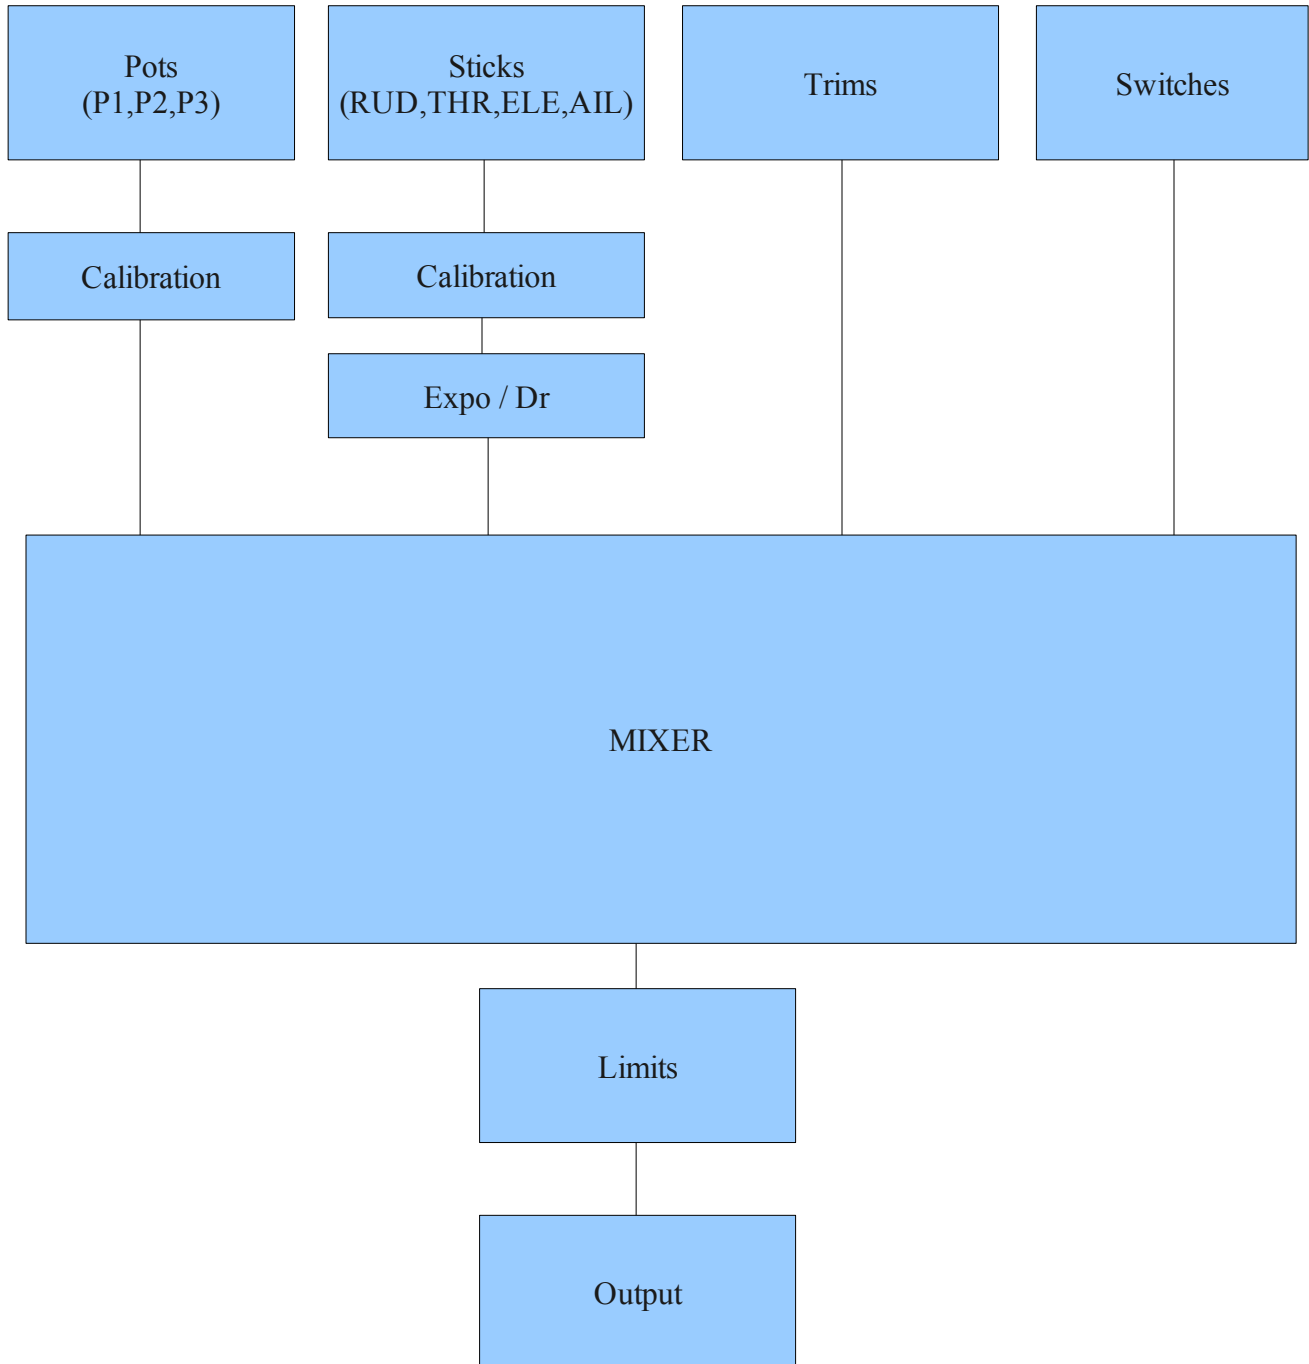 Pots
(P1,P2,P3)
Sticks
(RUD,THR,ELE,AIL)
Trims
Switches
Calibration
Calibration
Expo / Dr
MIXER
Limits
Output